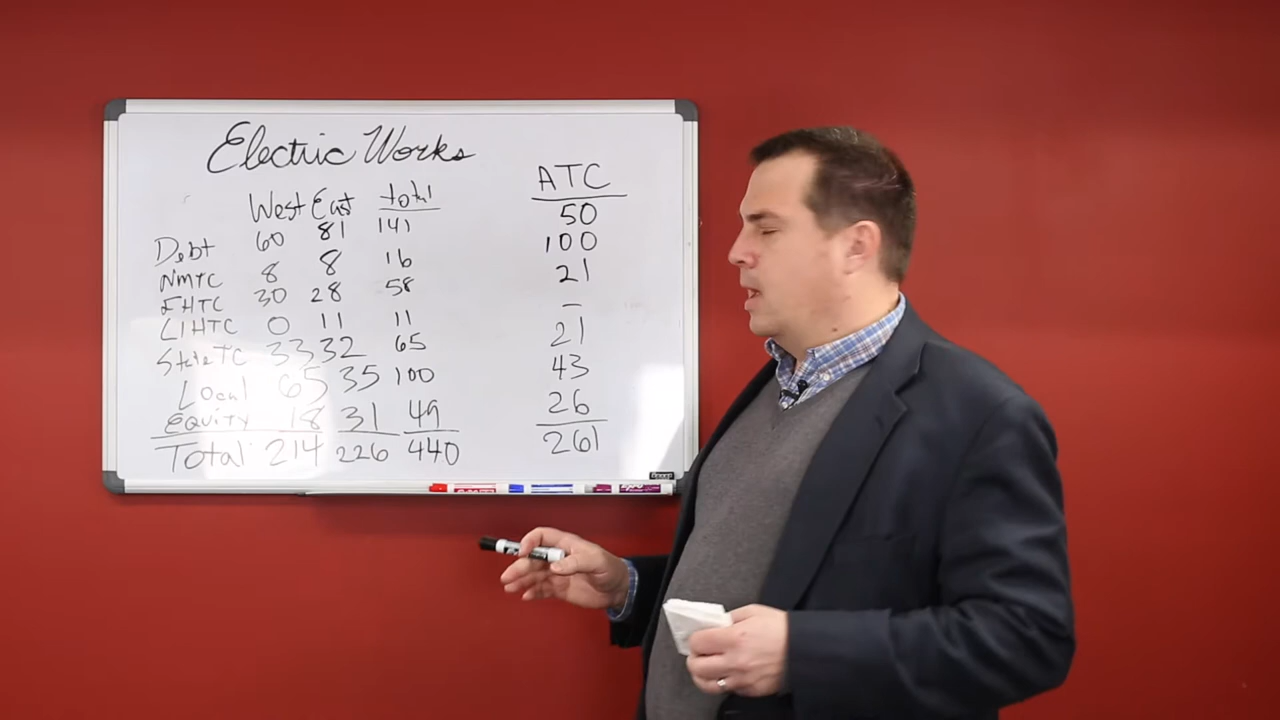 Electric Works
West East total ATC
Debt 60 81 141 50
NMTC 8 8 16 100
FHTC 30 28 58 21
LIHTC 0 11 11 –
State TC 33 32 65 21
Local 65 35 100 43
Equity 18 31 49 26
Total 214 226 440 261